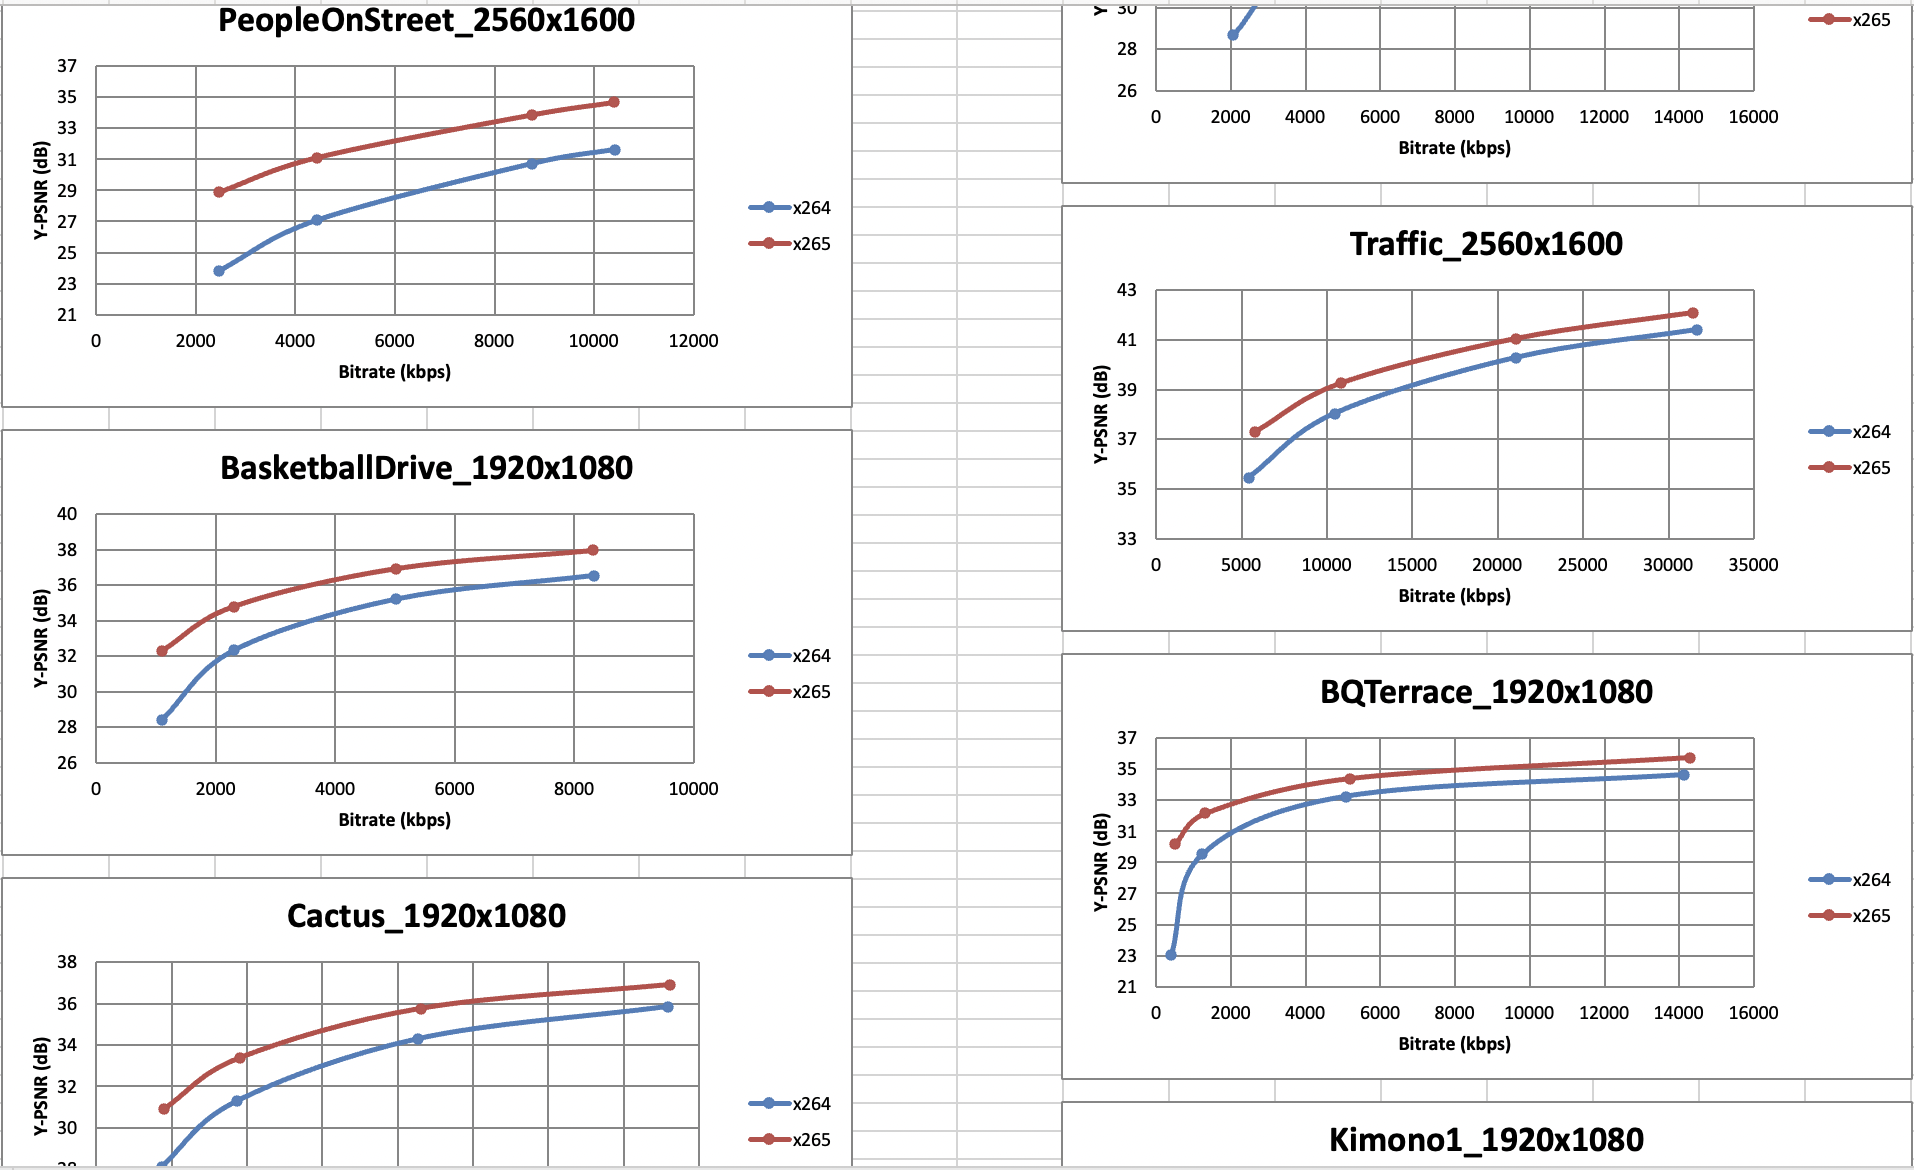 PeopleOnStreet_2560x1600
37
35
33
31
29
27
25
23
21
Y-PSNR (dB)
0 2000 4000 6000 8000 10000 12000
Bitrate (kbps)
x264
x265
BasketballDrive_1920x1080
40
38
36
34
32
30
28
26
Y-PSNR (dB)
0 2000 4000 6000 8000 10000
Bitrate (kbps)
x264
x265
Cactus_1920x1080
38
36
34
32
30
28
Y-PSNR (dB)
x264
x265
Y
30
28
26
0 2000 4000 6000 8000 10000 12000 14000 16000
Bitrate (kbps)
x265
Traffic_2560x1600
43
41
39
37
35
33
Y-PSNR (dB)
0 5000 10000 15000 20000 25000 30000 35000
Bitrate (kbps)
x264
x265
BQTerrace_1920x1080
37
35
33
31
29
27
25
23
21
Y-PSNR (dB)
0 2000 4000 6000 8000 10000 12000 14000 16000
Bitrate (kbps)
x264
x265
Kimono1_1920x1080